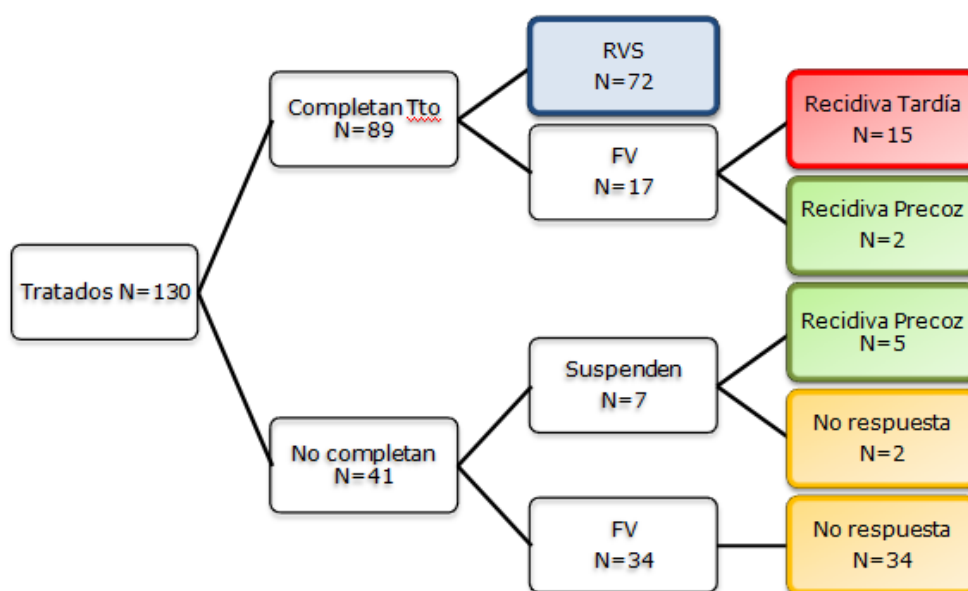 Tratados N=130
Completan Tto
N=89
RVS
N=72
FV
N=17
Recidiva Tardía
N=15
Recidiva Precoz
N=2
No completan
N=41
Suspenden
N=7
Recidiva Precoz
N=5
No respuesta
N=2
FV
N=34
No respuesta
N=34